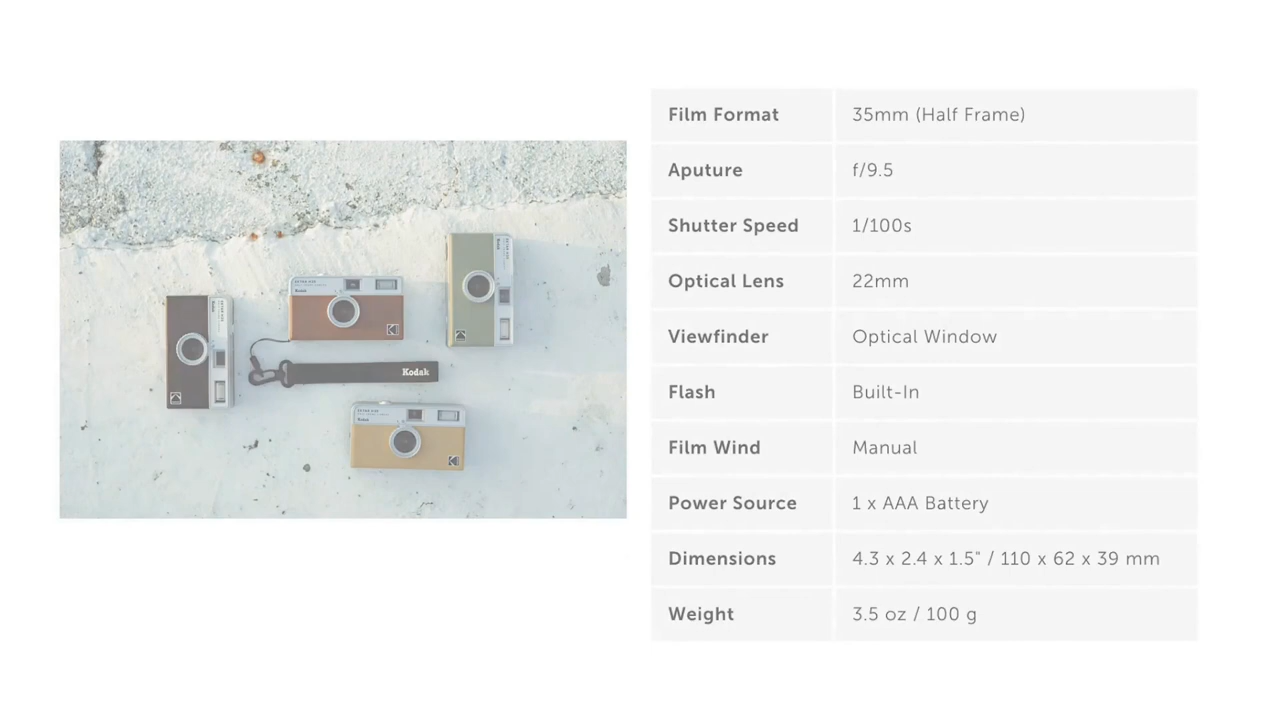 Kodak
Film Format 35mm (Half Frame)
Aputure f/9.5
Shutter Speed 1/100s
Optical Lens 22mm
Viewfinder Optical Window
Flash Built-In
Film Wind Manual
Power Source 1 x AAA Battery
Dimensions 4.3 x 2.4 x 1.5" / 110 x 62 x 39 mm
Weight 3.5 oz / 100 g